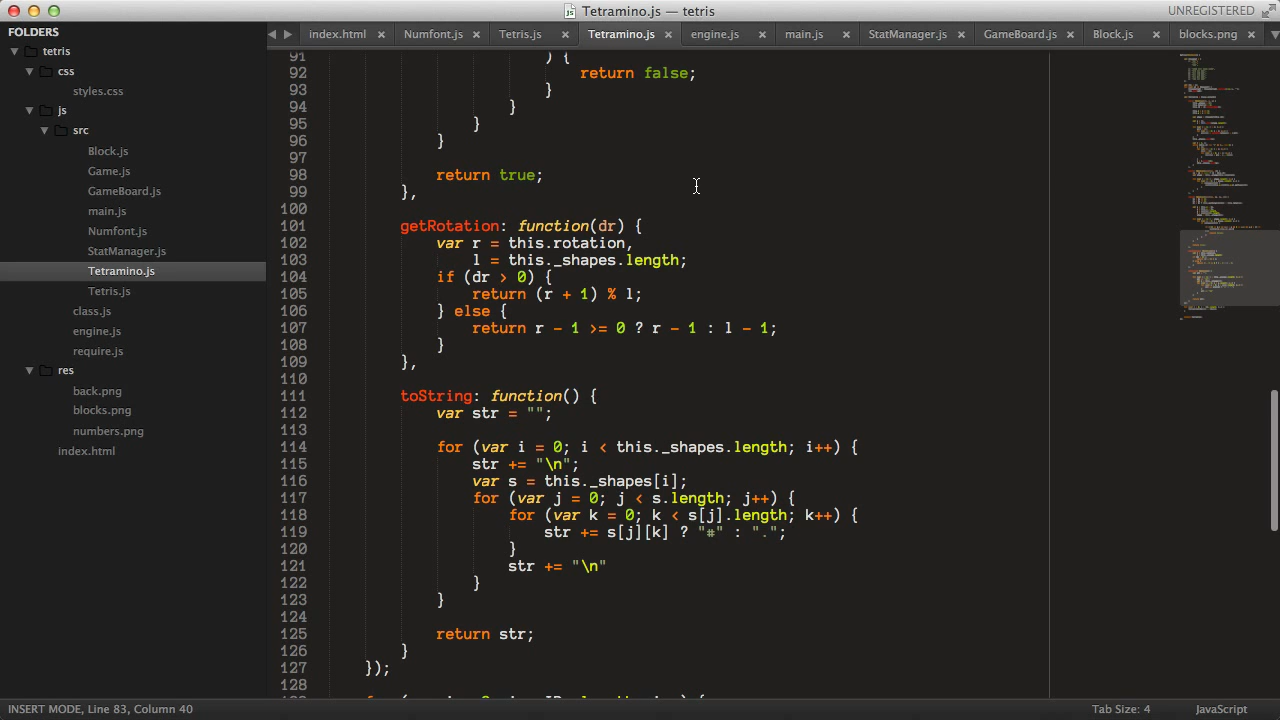 Tetramino.js — tetris
UNREGISTERED
FOLDERS
tetris
css
styles.css
js
src
Block.js
Game.js
GameBoard.js
main.js
Numfont.js
StatManager.js
Tetramino.js
Tetris.js
class.js
engine.js
require.js
res
back.png
blocks.png
numbers.png
index.html
index.html × Numfont.js × Tetris.js × Tetramino.js × engine.js × main.js × StatManager.js × GameBoard.js × Block.js × blocks.png ×
91 ) {
92 return false;
93 }
94 }
95 }
96 }
97
98 return true;
99 },
100
101 getRotation: function(dr) {
102 var r = this.rotation,
103 l = this._shapes.length;
104 if (dr > 0) {
105 return (r + 1) % l;
106 } else {
107 return r - 1 >= 0 ? r - 1 : l - 1;
108 }
109 },
110
111 toString: function() {
112 var str = "";
113
114 for (var i = 0; i < this._shapes.length; i++) {
115 str += "\n";
116 var s = this._shapes[i];
117 for (var j = 0; j < s.length; j++) {
118 for (var k = 0; k < s[j].length; k++) {
119 str += s[j][k] ? "#" : ".";
120 }
121 str += "\n"
122 }
123 }
124
125 return str;
126 }
127 });
128
INSERT MODE, Line 83, Column 40
Tab Size: 4
JavaScript